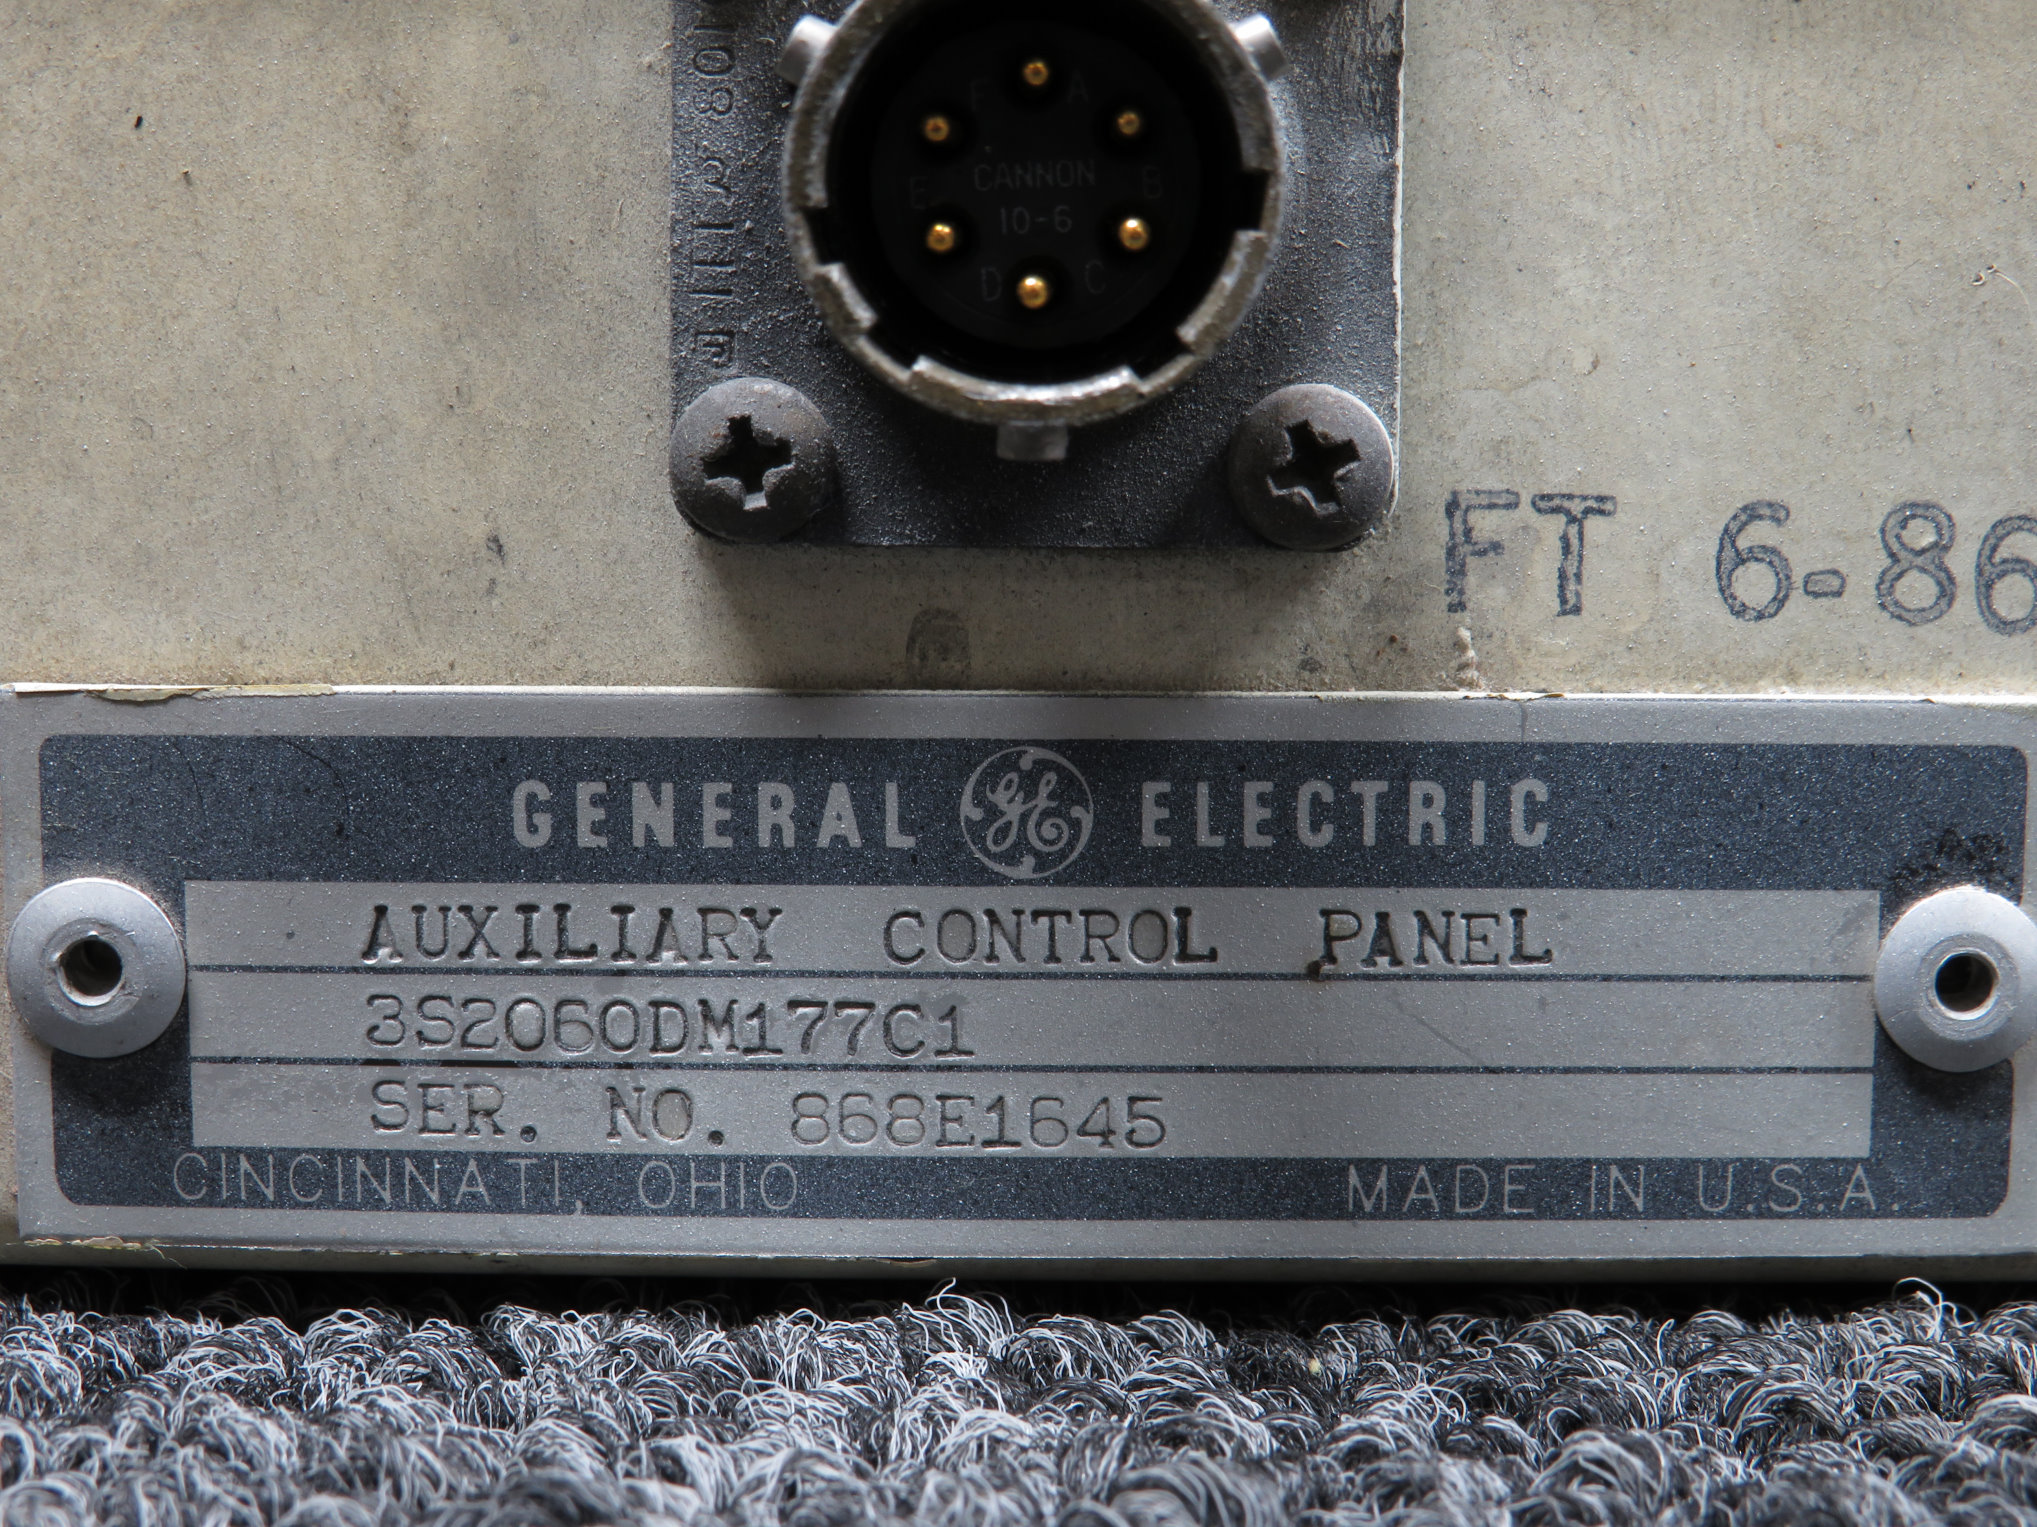 F A
CANNON
E B
10-6
D C
FT 6-86
GENERAL GE ELECTRIC
AUXILIARY CONTROL PANEL
3S2060DM177C1
SER. NO. 868E1645
CINCINNATI, OHIO MADE IN U.S.A.